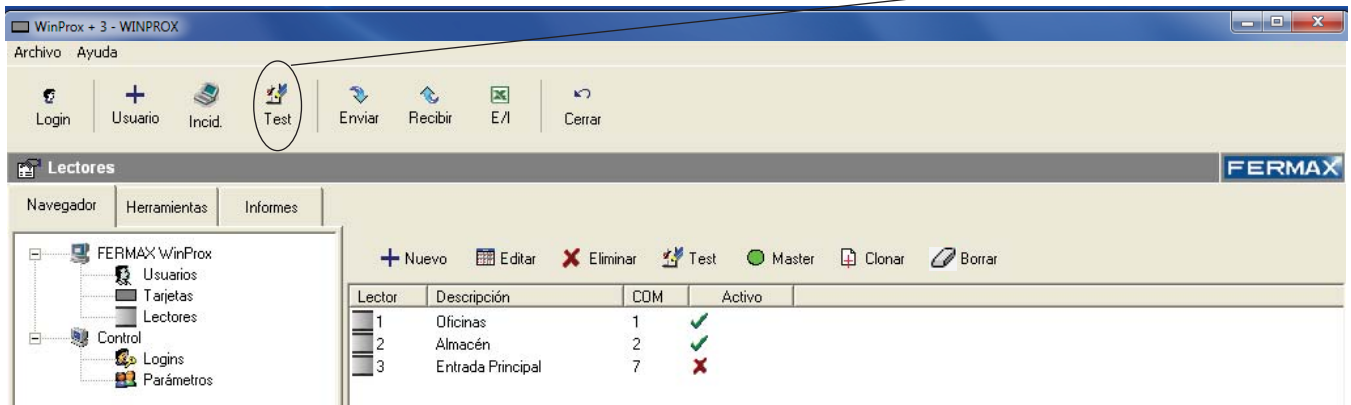 WinProx + 3 - WINPROX
Archivo Ayuda
Login Usuario Incid. Test Enviar Recibir E/I Cerrar
Lectores FERMAX
Navegador Herramientas Informes
FERMAX WinProx
Usuarios
Tarjetas
Lectores
Control
Logins
Parámetros
Nuevo Editar Eliminar Test Master Clonar Borrar
Lector Descripción COM Activo
1 Oficinas 1
2 Almacén 2
3 Entrada Principal 7